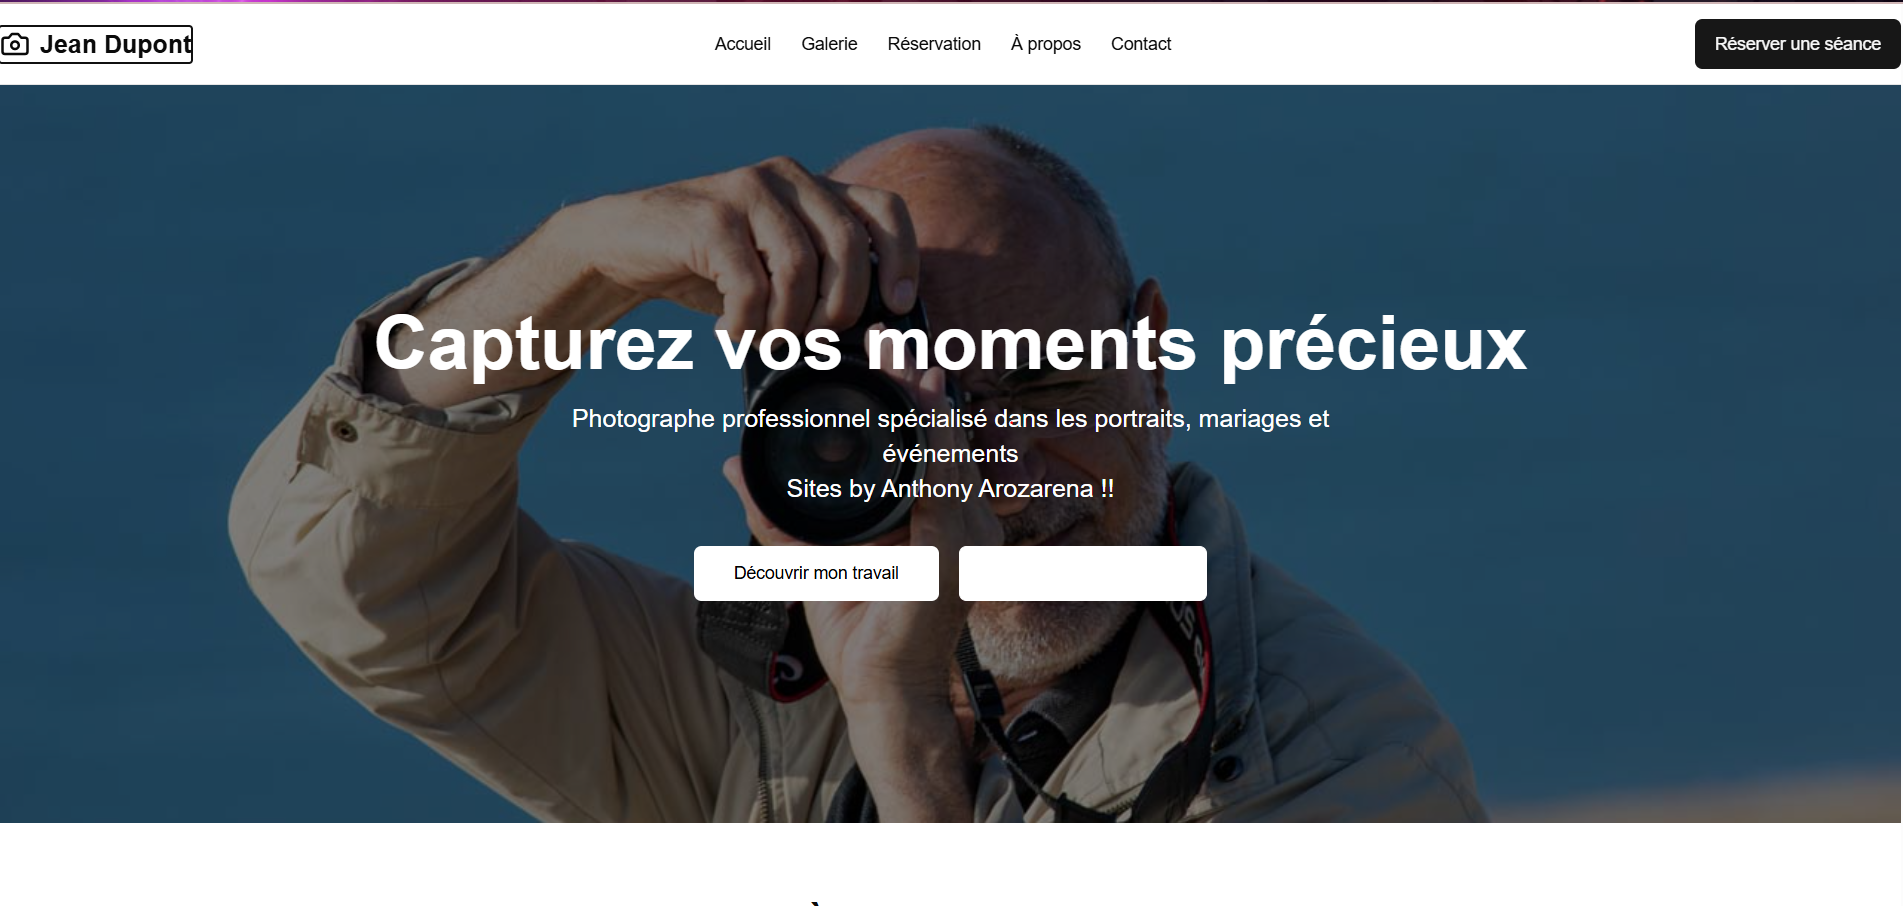 Jean Dupont
Accueil
Galerie
Réservation
À propos
Contact
Réserver une séance
Capturez vos moments précieux
Photographe professionnel spécialisé dans les portraits, mariages et
événements
Sites by Anthony Arozarena !!
Découvrir mon travail